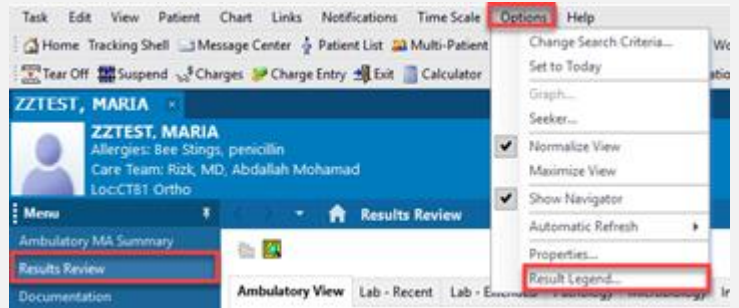 Task Edit View Patient Chart Links Notifications Time Scale Options Help
Home Tracking Shell Message Center Patient List Multi-Patient
Tear Off Suspend Charges Charge Entry Exit Calculator
Change Search Criteria...
Set to Today
Graph...
Seeker...
Normalize View
Maximize View
Show Navigator
Automatic Refresh
Properties...
Result Legend...
ZZTEST, MARIA ×
ZZTEST, MARIA
Allergies: Bee Stings, penicillin
Care Team: Rizk, MD, Abdallah Mohamad
Loc:CT81 Ortho
Menu
Results Review
Ambulatory MA Summary
Results Review
Documentation
Ambulatory View Lab - Recent Lab -